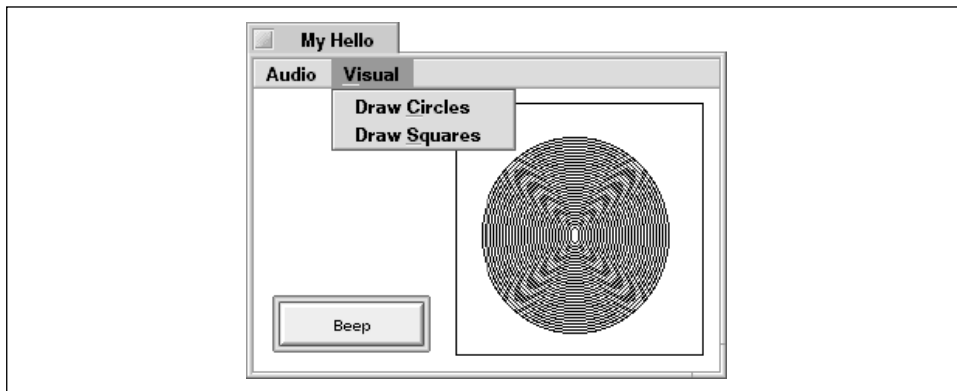 My Hello
Audio Visual
Draw Circles
Draw Squares
Beep